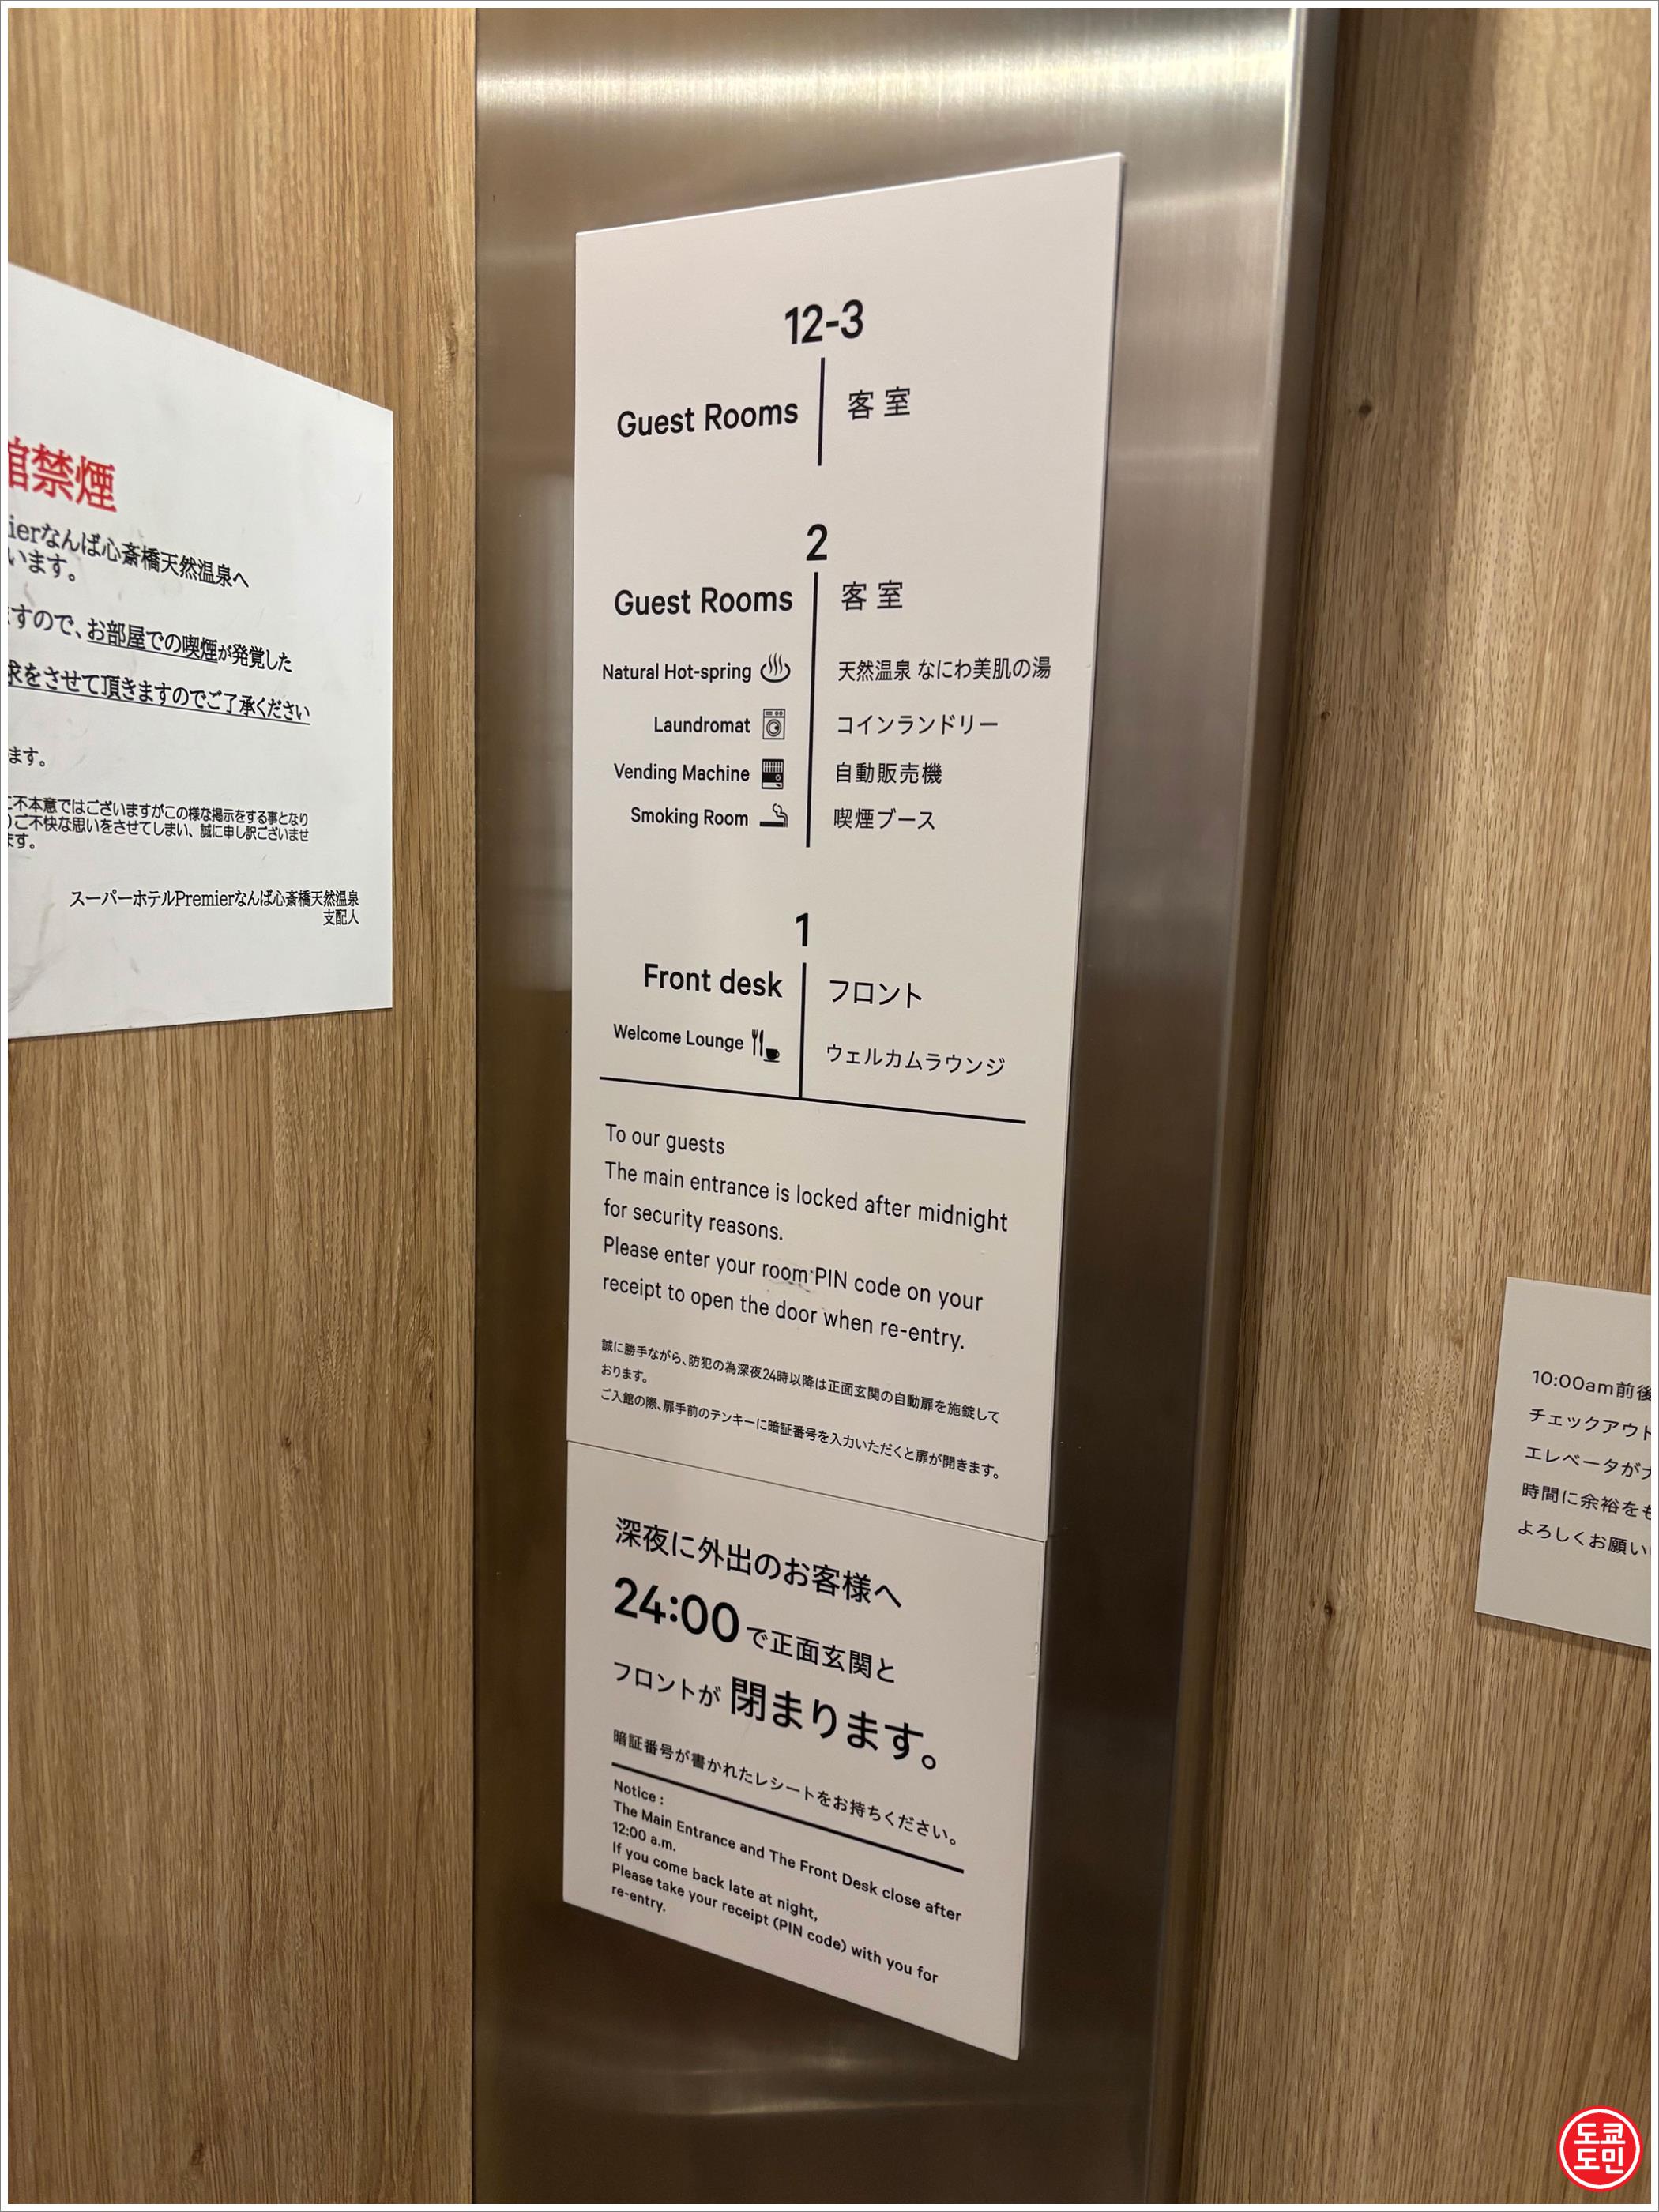 館禁煙
ierなんば心斎橋天然温泉へ
います。
ますので、お部屋での喫煙が発覚した
求をさせて頂きますのでご了承ください
ます。
不本意ではございますがこの様な掲示をする事となり
ご不快な思いをさせてしまい、誠に申し訳ございませ
ます。
スーパーホテルPremierなんば心斎橋天然温泉
支配人
12-3
Guest Rooms 客室
2
Guest Rooms 客室
Natural Hot-spring 天然温泉 なにわ美肌の湯
Laundromat コインランドリー
Vending Machine 自動販売機
Smoking Room 喫煙ブース
1
Front desk フロント
Welcome Lounge ウェルカムラウンジ
To our guests
The main entrance is locked after midnight
for security reasons.
Please enter your room PIN code on your
receipt to open the door when re-entry.
誠に勝手ながら、防犯の為深夜24時以降は正面玄関の自動扉を施錠して
おります。
ご入館の際、扉手前のテンキーに暗証番号を入力いただくと扉が開きます。
深夜に外出のお客様へ
24:00で正面玄関と
フロントが閉まります。
暗証番号が書かれたレシートをお持ちください。
Notice :
The Main Entrance and The Front Desk close after
12:00 a.m.
If you come back late at night,
Please take your receipt (PIN code) with you for
re-entry.
10:00am前後
チェックアウト
エレベータが
時間に余裕をも
よろしくお願い
도쿄
도민